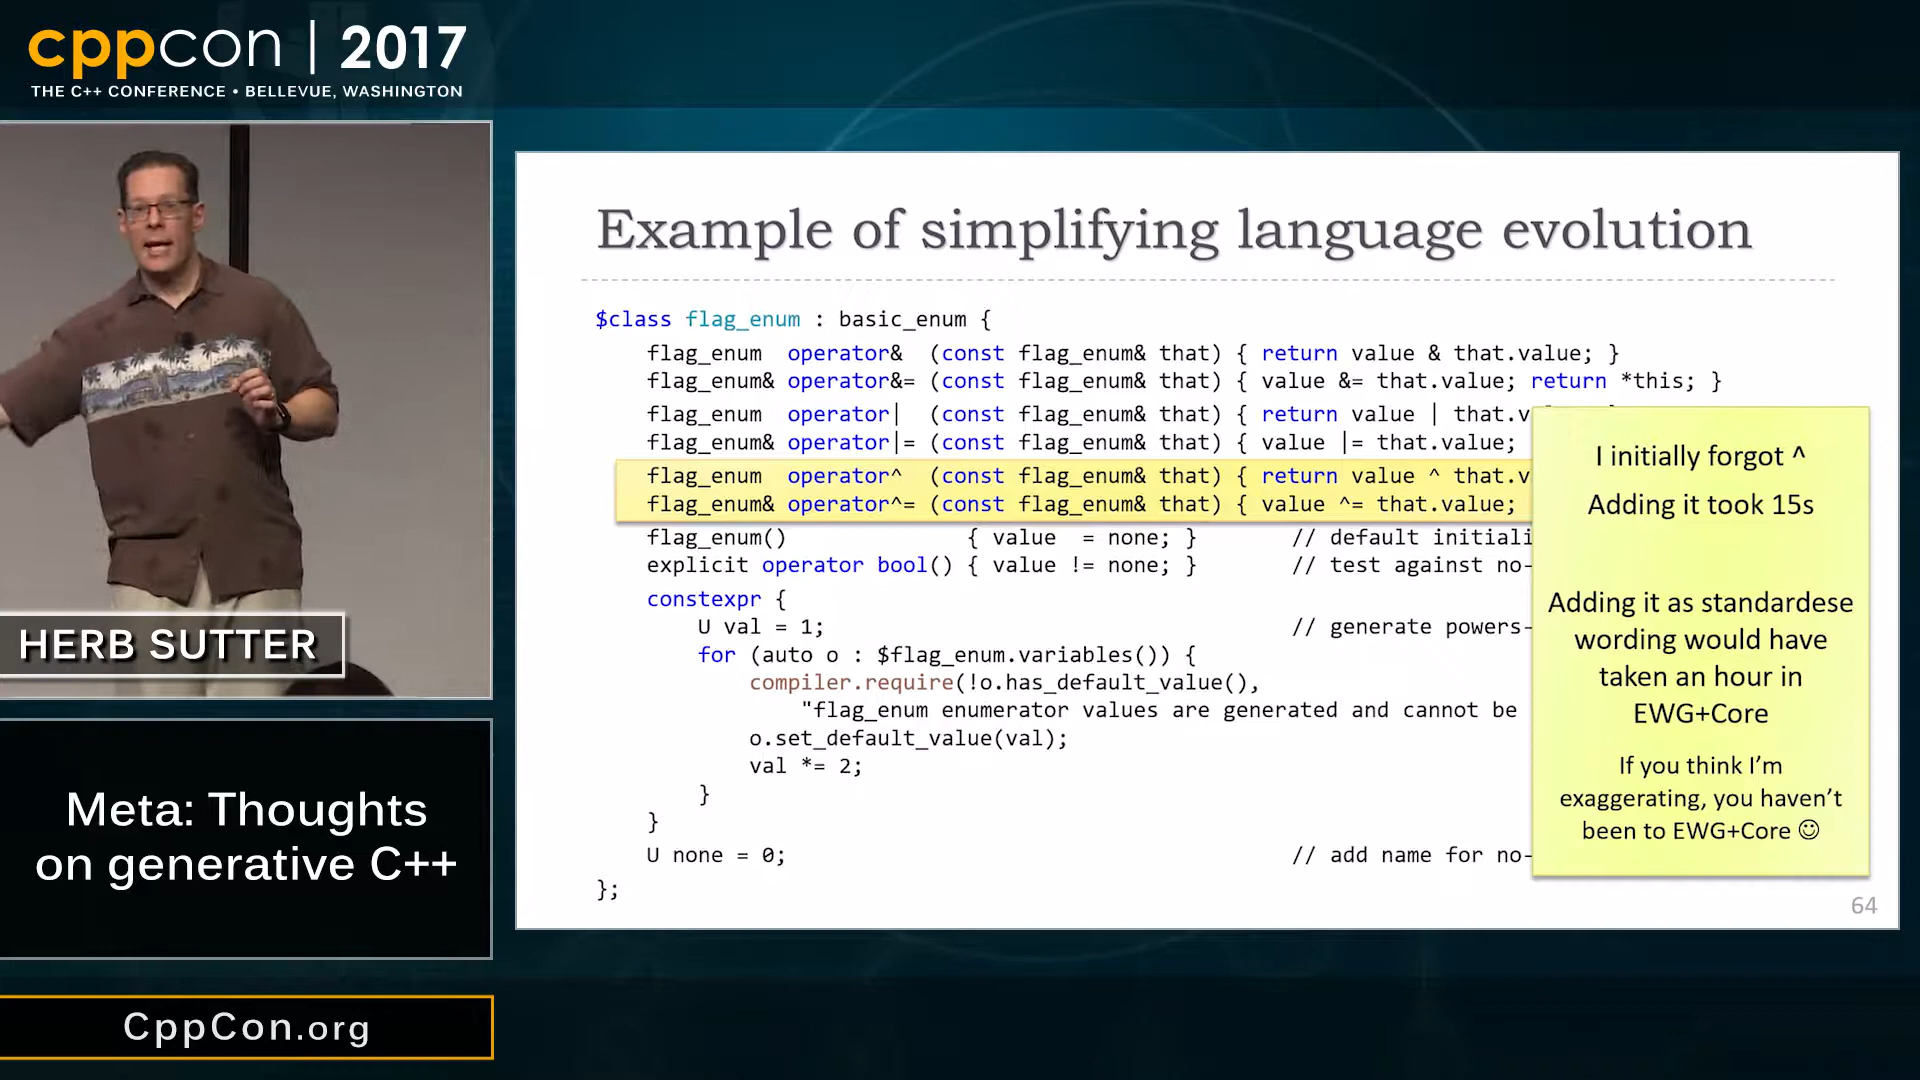 cppcon | 2017
THE C++ CONFERENCE • BELLEVUE, WASHINGTON
HERB SUTTER
Meta: Thoughts
on generative C++
CppCon.org
Example of simplifying language evolution
$class flag_enum : basic_enum {
flag_enum operator& (const flag_enum& that) { return value & that.value; }
flag_enum& operator&= (const flag_enum& that) { value &= that.value; return *this; }
flag_enum operator| (const flag_enum& that) { return value | that.v
flag_enum& operator|= (const flag_enum& that) { value |= that.value;
flag_enum operator^ (const flag_enum& that) { return value ^ that.v
flag_enum& operator^= (const flag_enum& that) { value ^= that.value;
flag_enum() { value = none; } // default initiali
explicit operator bool() { value != none; } // test against no-
constexpr {
U val = 1; // generate powers-
for (auto o : $flag_enum.variables()) {
compiler.require(!o.has_default_value(),
"flag_enum enumerator values are generated and cannot be
o.set_default_value(val);
val *= 2;
}
}
U none = 0; // add name for no-
};
I initially forgot ^
Adding it took 15s
Adding it as standardese
wording would have
taken an hour in
EWG+Core
If you think I'm
exaggerating, you haven't
been to EWG+Core ☺
64